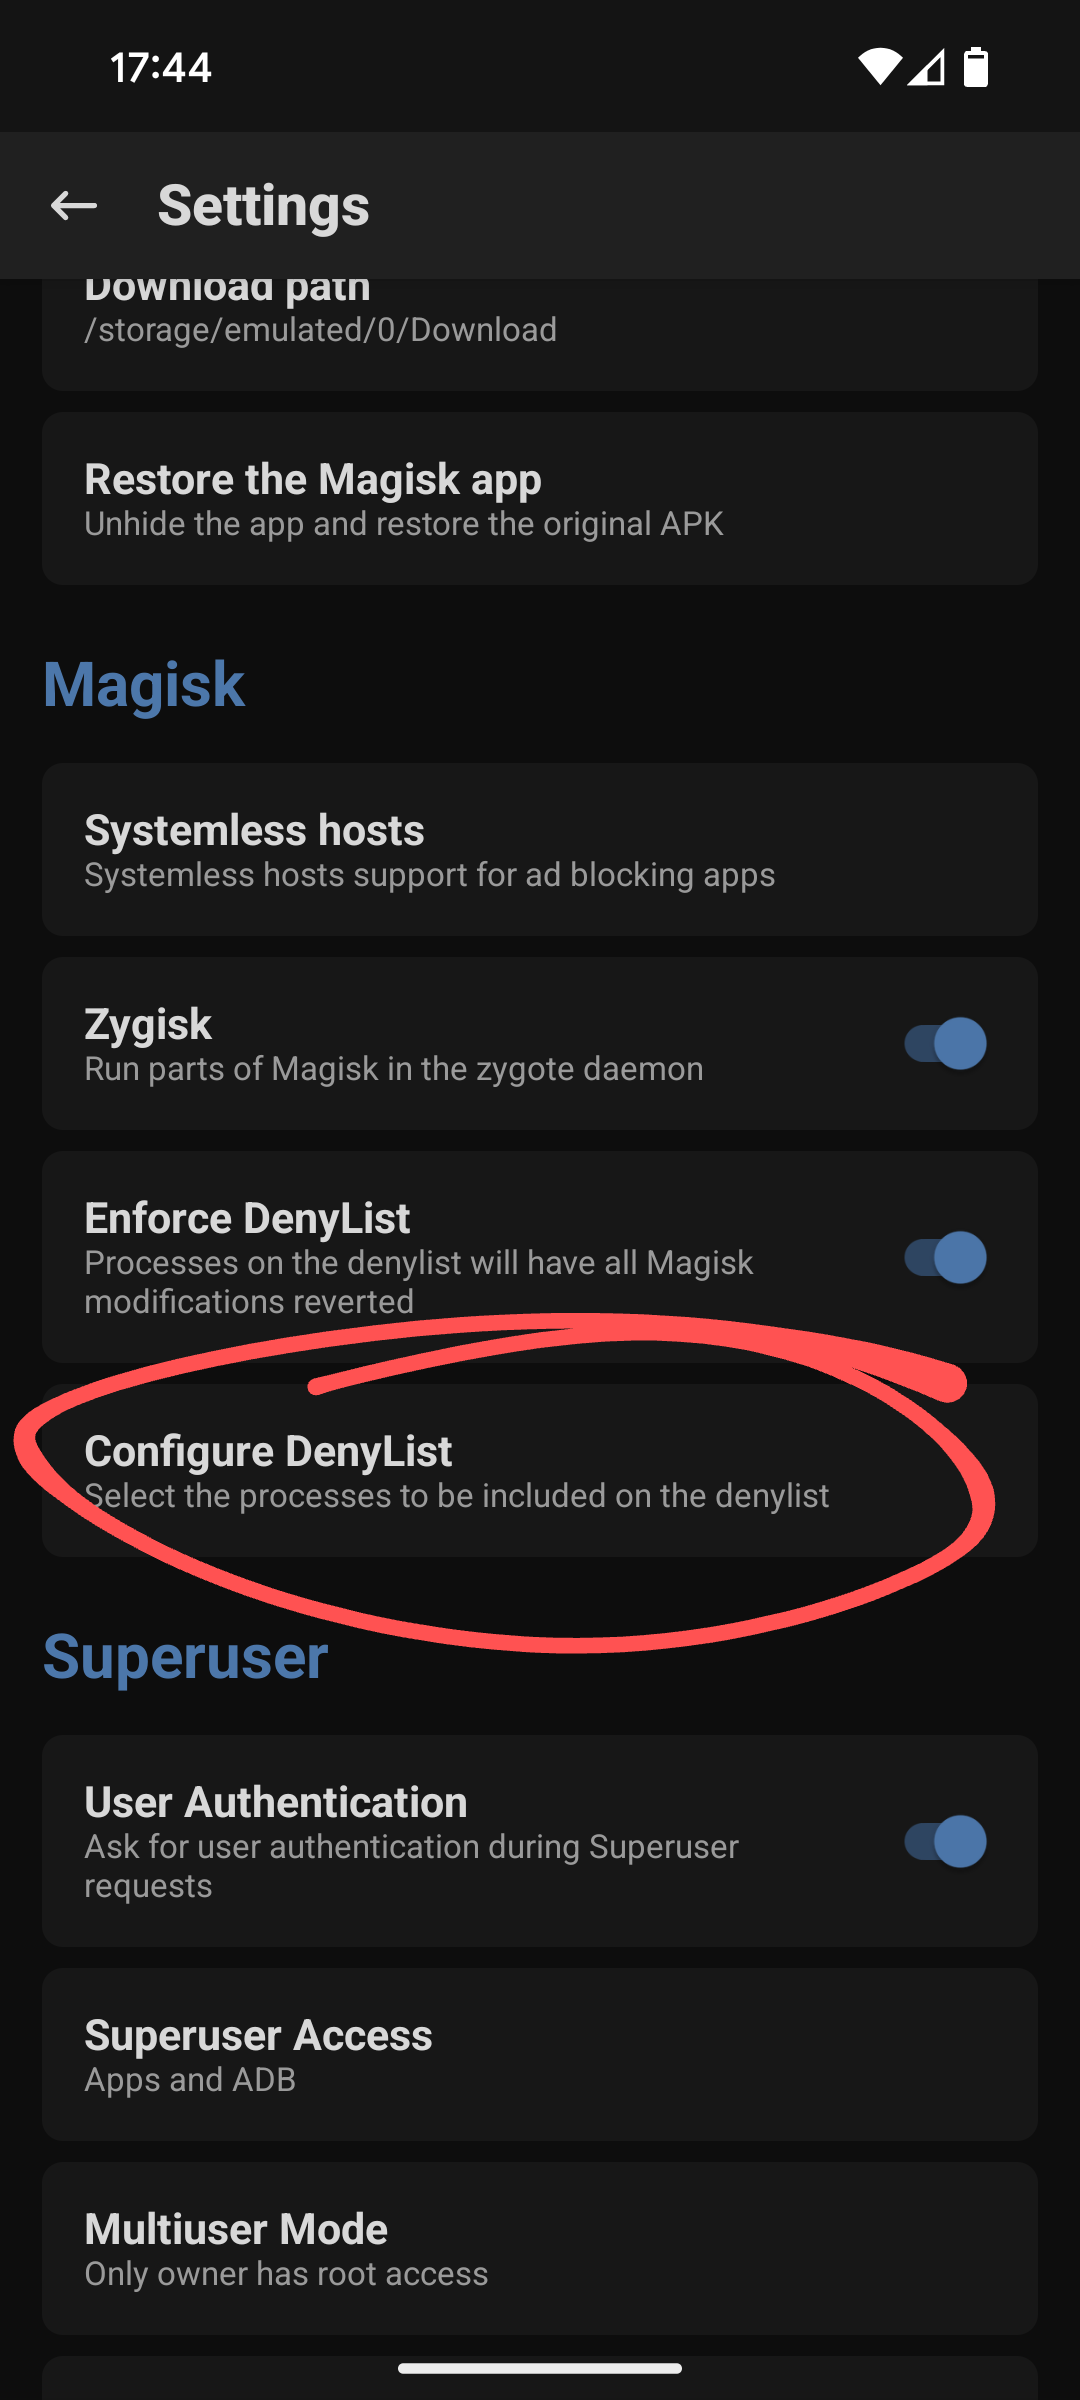 17:44
Settings
Download path
/storage/emulated/0/Download
Restore the Magisk app
Unhide the app and restore the original APK
Magisk
Systemless hosts
Systemless hosts support for ad blocking apps
Zygisk
Run parts of Magisk in the zygote daemon
Enforce DenyList
Processes on the denylist will have all Magisk
modifications reverted
Configure DenyList
Select the processes to be included on the denylist
Superuser
User Authentication
Ask for user authentication during Superuser
requests
Superuser Access
Apps and ADB
Multiuser Mode
Only owner has root access